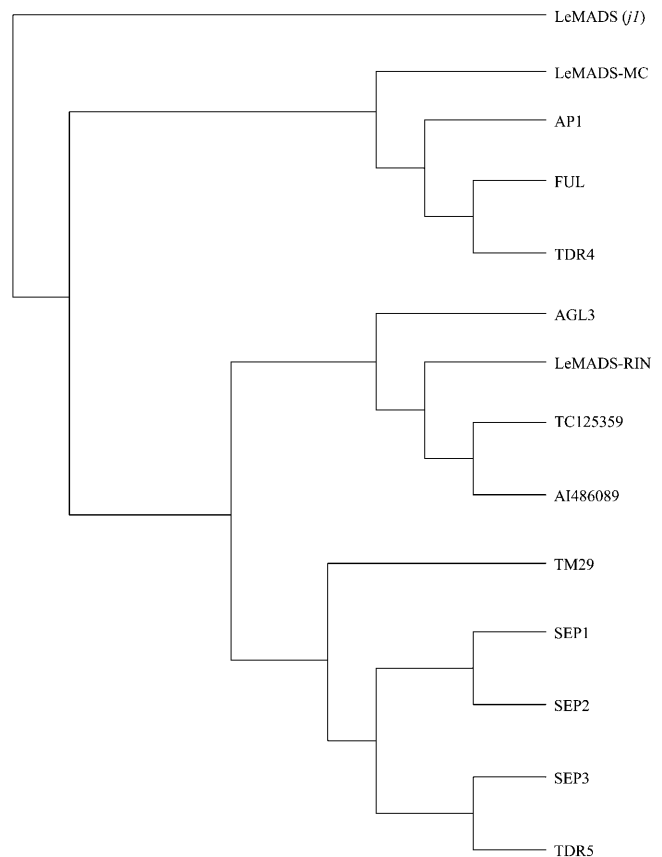 LeMADS (j1)
LeMADS-MC
AP1
FUL
TDR4
AGL3
LeMADS-RIN
TC125359
AI486089
TM29
SEP1
SEP2
SEP3
TDR5